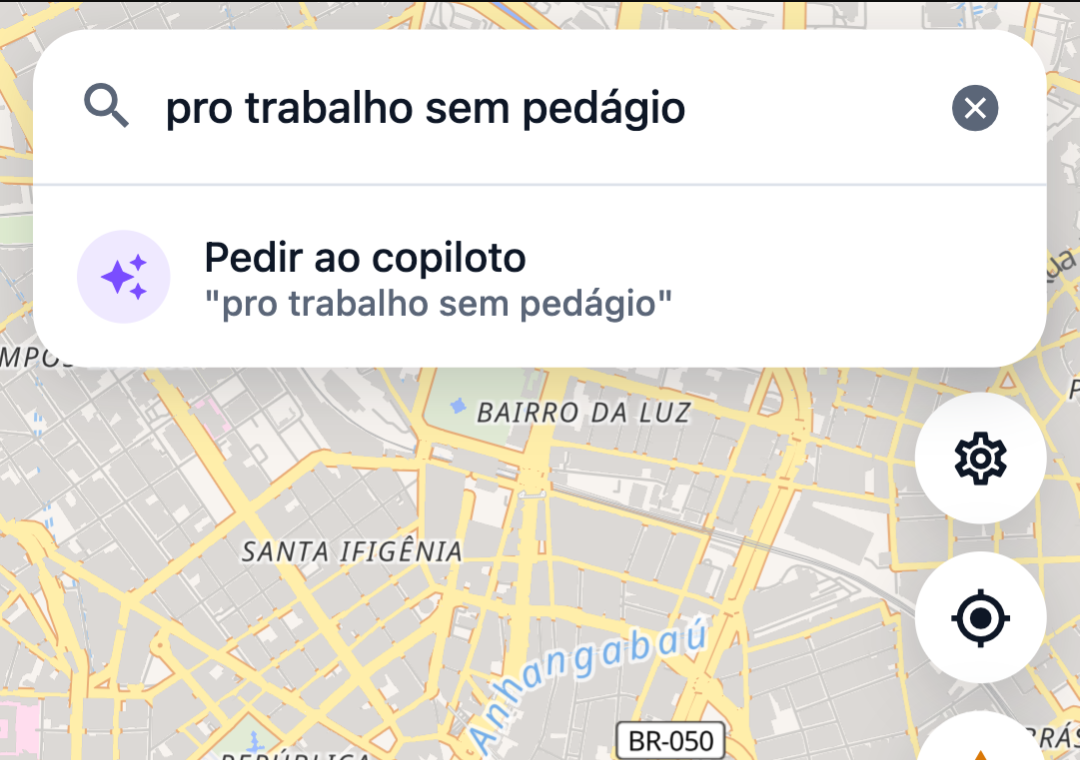 pro trabalho sem pedágio
Pedir ao copiloto
"pro trabalho sem pedágio"
BAIRRO DA LUZ
SANTA IFIGÊNIA
Anhangabaú
BR-050
REPÚBLICA